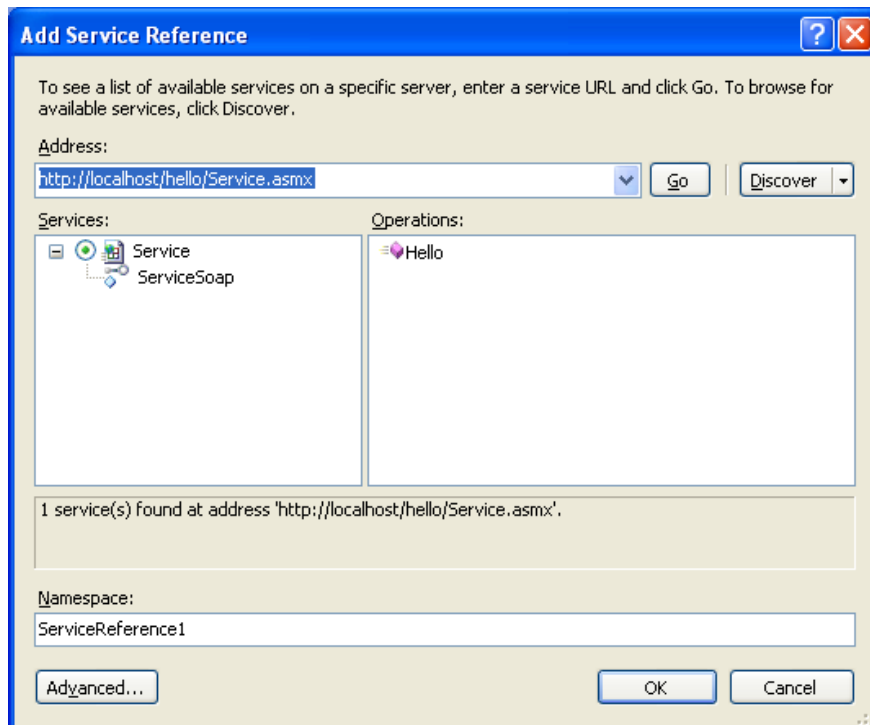 Add Service Reference
To see a list of available services on a specific server, enter a service URL and click Go. To browse for
available services, click Discover.
Address:
http://localhost/hello/Service.asmx
Go
Discover
Services:
Operations:
Service
Hello
ServiceSoap
1 service(s) found at address 'http://localhost/hello/Service.asmx'.
Namespace:
ServiceReference1
Advanced...
OK
Cancel